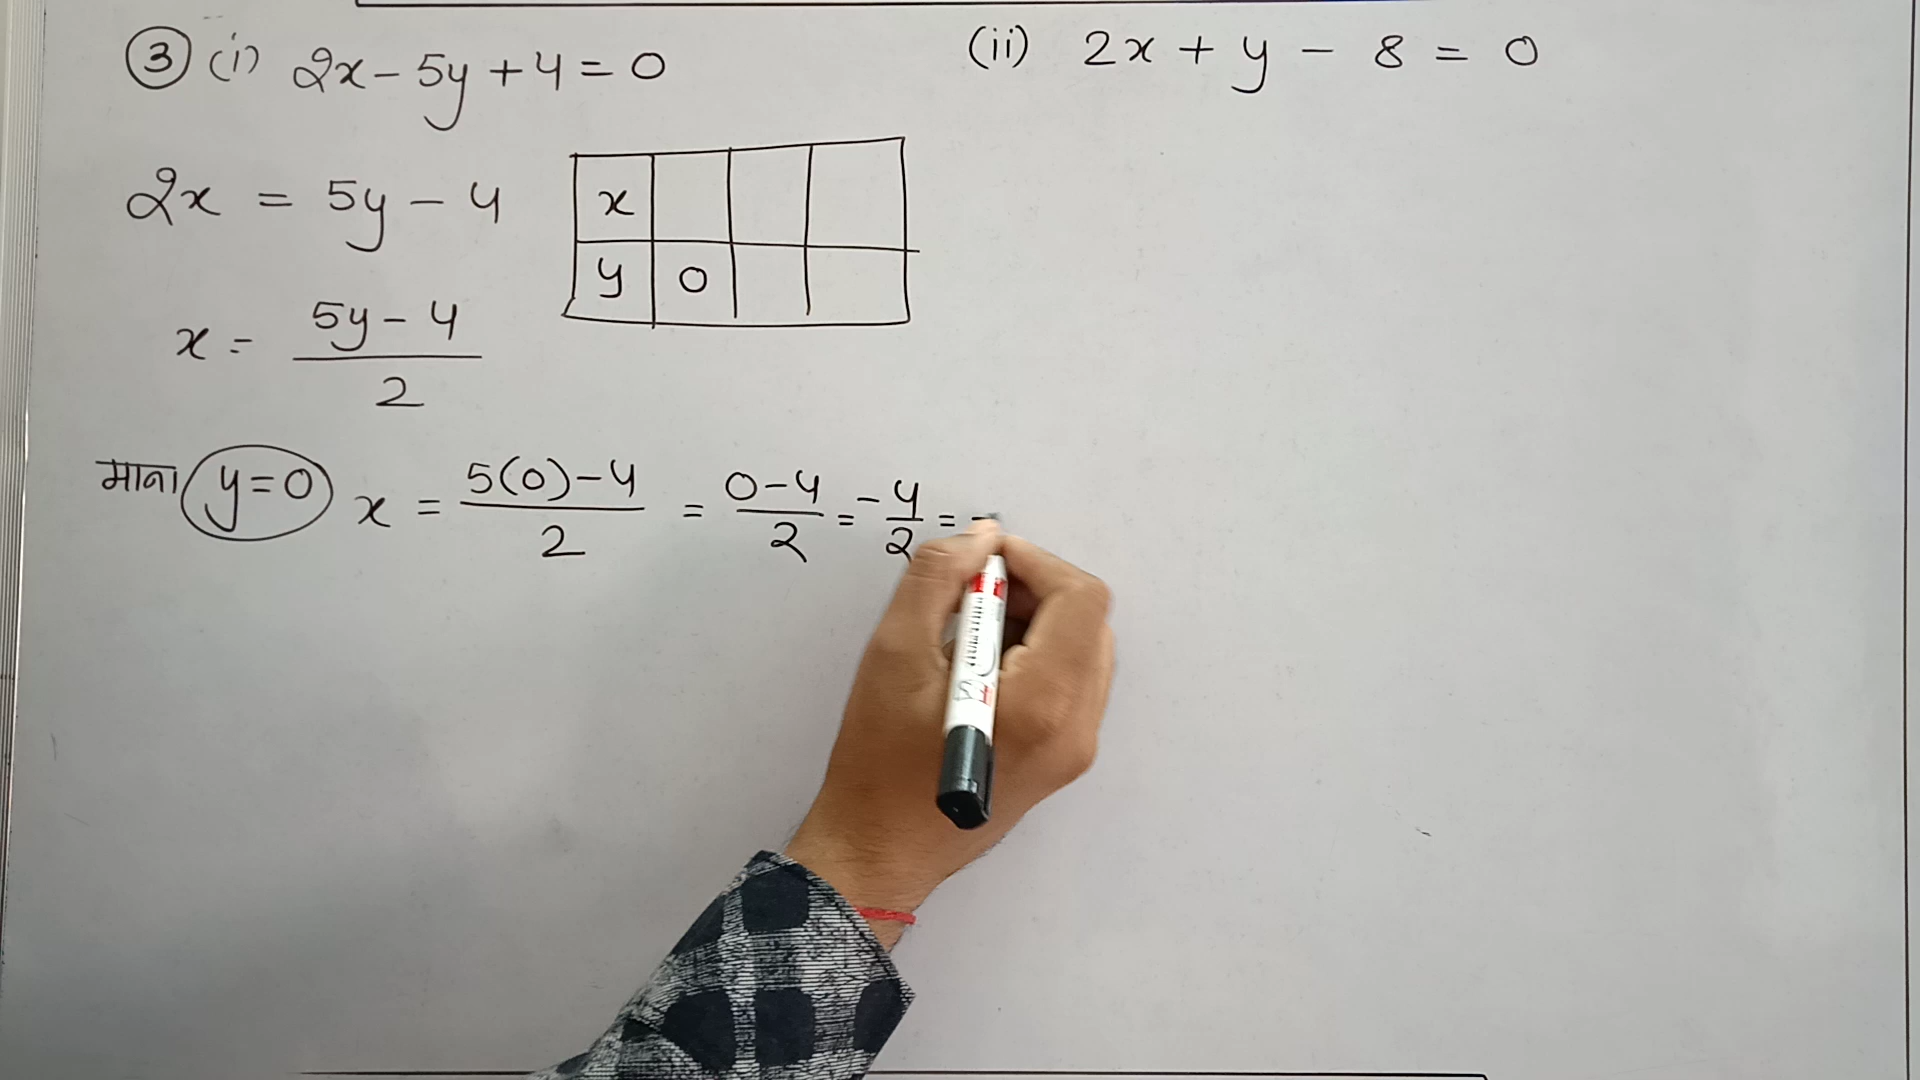 ③ (i) 2x - 5y + 4 = 0
2x = 5y - 4
x = (5y - 4)/2
x
y 0
माना y=0 x = (5(0)-4)/2 = (0-4)/2 = -4/2 = -
(ii) 2x + y - 8 = 0